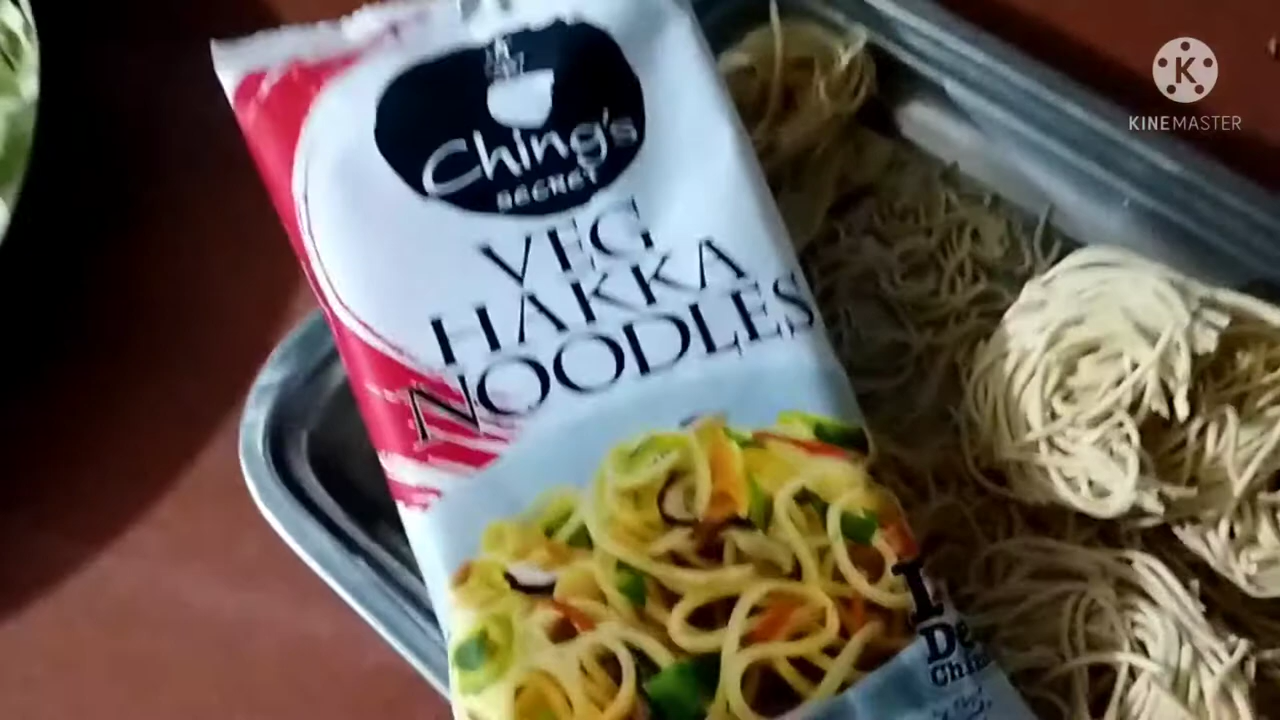 Ching's
SECRET
VEG
HAKKA
NOODLES
K
KINEMASTER